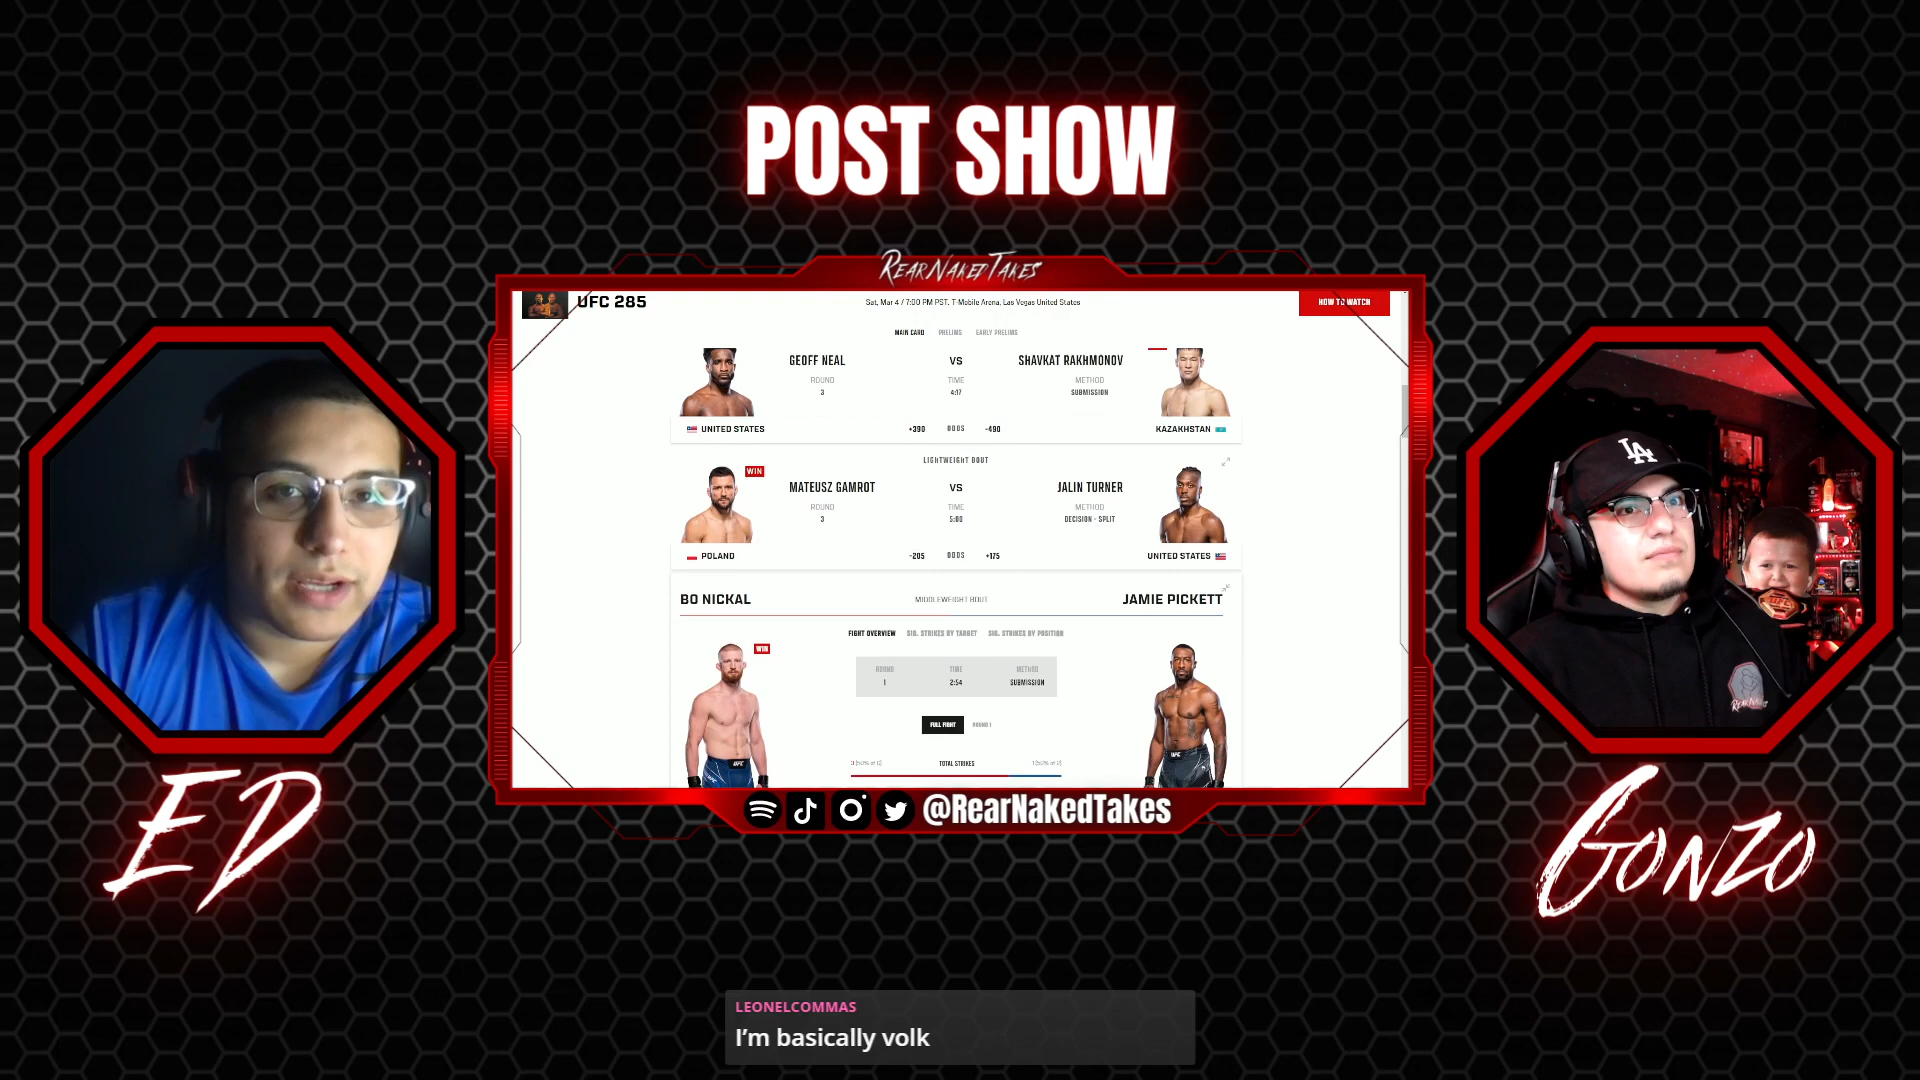 POST SHOW
REARNAKEDTAKES
UFC 285
Sat, Mar 4 / 7:00 PM PST, T-Mobile Arena, Las Vegas United States
HOW TO WATCH
MAIN CARD PRELIMS EARLY PRELIMS
GEOFF NEAL VS SHAVKAT RAKHMONOV
ROUND TIME METHOD
3 4:17 SUBMISSION
UNITED STATES +390 ODDS -490 KAZAKHSTAN
LIGHTWEIGHT BOUT
WIN
MATEUSZ GAMROT VS JALIN TURNER
ROUND TIME METHOD
3 5:00 DECISION - SPLIT
POLAND -205 ODDS +175 UNITED STATES
BO NICKAL MIDDLEWEIGHT BOUT JAMIE PICKETT
FIGHT OVERVIEW SIG. STRIKES BY TARGET SIG. STRIKES BY POSITION
WIN
ROUND TIME METHOD
1 2:54 SUBMISSION
FULL FIGHT ROUND 1
TOTAL STRIKES
@RearNakedTakes
LA
UFC
ED
GONZO
LEONELCOMMAS
I'm basically volk